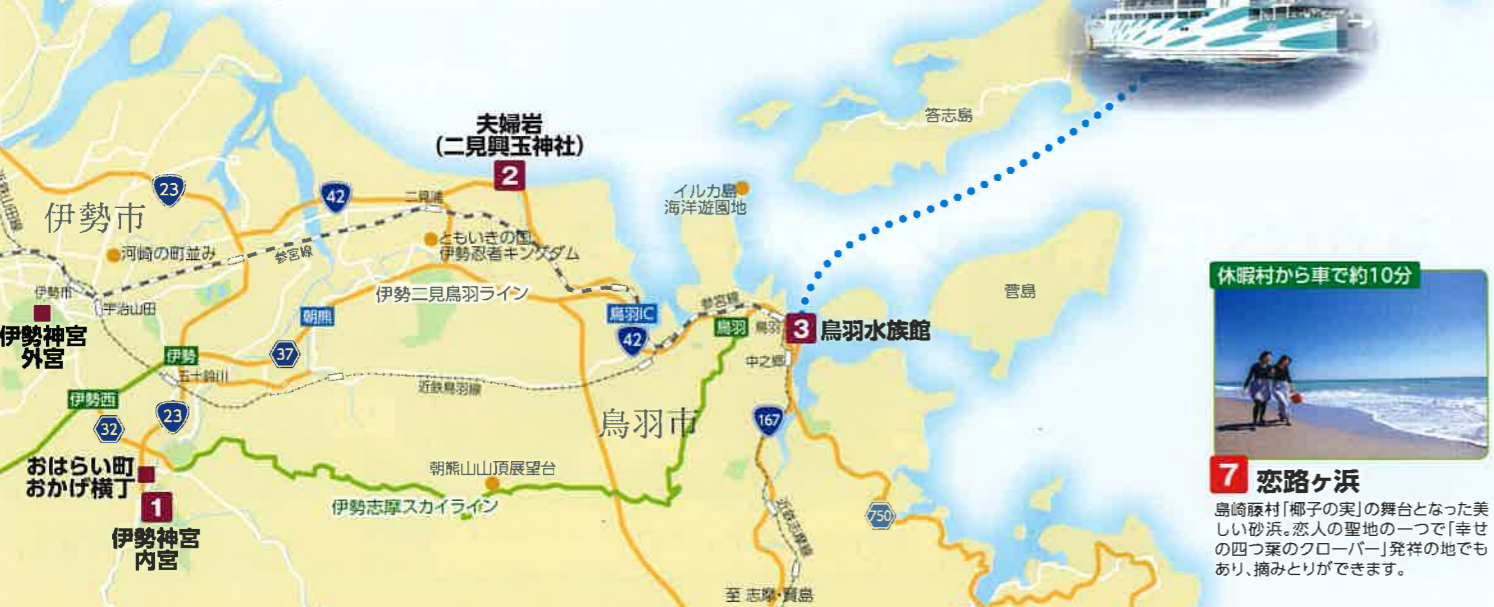 答志島
夫婦岩
(二見興玉神社)
2
23
42
伊勢市
二見浦
イルカ島
海洋遊園地
河崎の町並み
ともいきの国
伊勢忍者キングダム
参宮線
伊勢市
宇治山田
伊勢二見鳥羽ライン
菅島
朝熊
鳥羽IC
42
参宮線
鳥羽
鳥羽
3
鳥羽水族館
伊勢神宮
外宮
伊勢
37
中之郷
五十鈴川
近鉄鳥羽線
伊勢西
23
32
鳥羽市
167
おはらい町
おかげ横丁
朝熊山山頂展望台
伊勢志摩スカイライン
1
伊勢神宮
内宮
750
近鉄志摩線
至 志摩・賢島
休暇村から車で約10分
7 恋路ヶ浜
島崎藤村「椰子の実」の舞台となった美
しい砂浜。恋人の聖地の一つで「幸せ
の四つ葉のクローバー」発祥の地でも
あり、摘みとりができます。